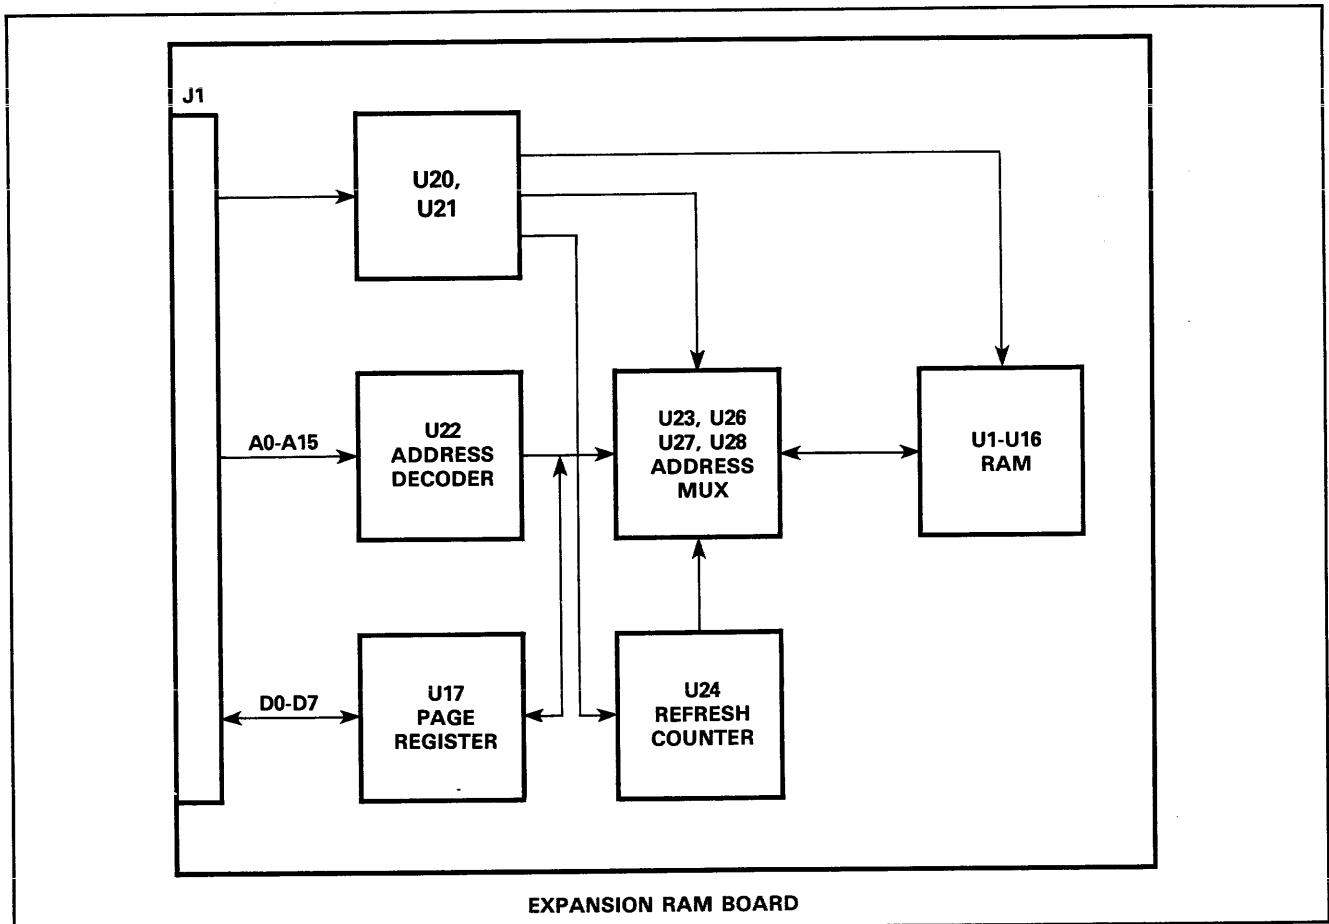 J1
U20,
U21
A0-A15
U22
ADDRESS
DECODER
U23, U26
U27, U28
ADDRESS
MUX
U1-U16
RAM
D0-D7
U17
PAGE
REGISTER
U24
REFRESH
COUNTER
EXPANSION RAM BOARD